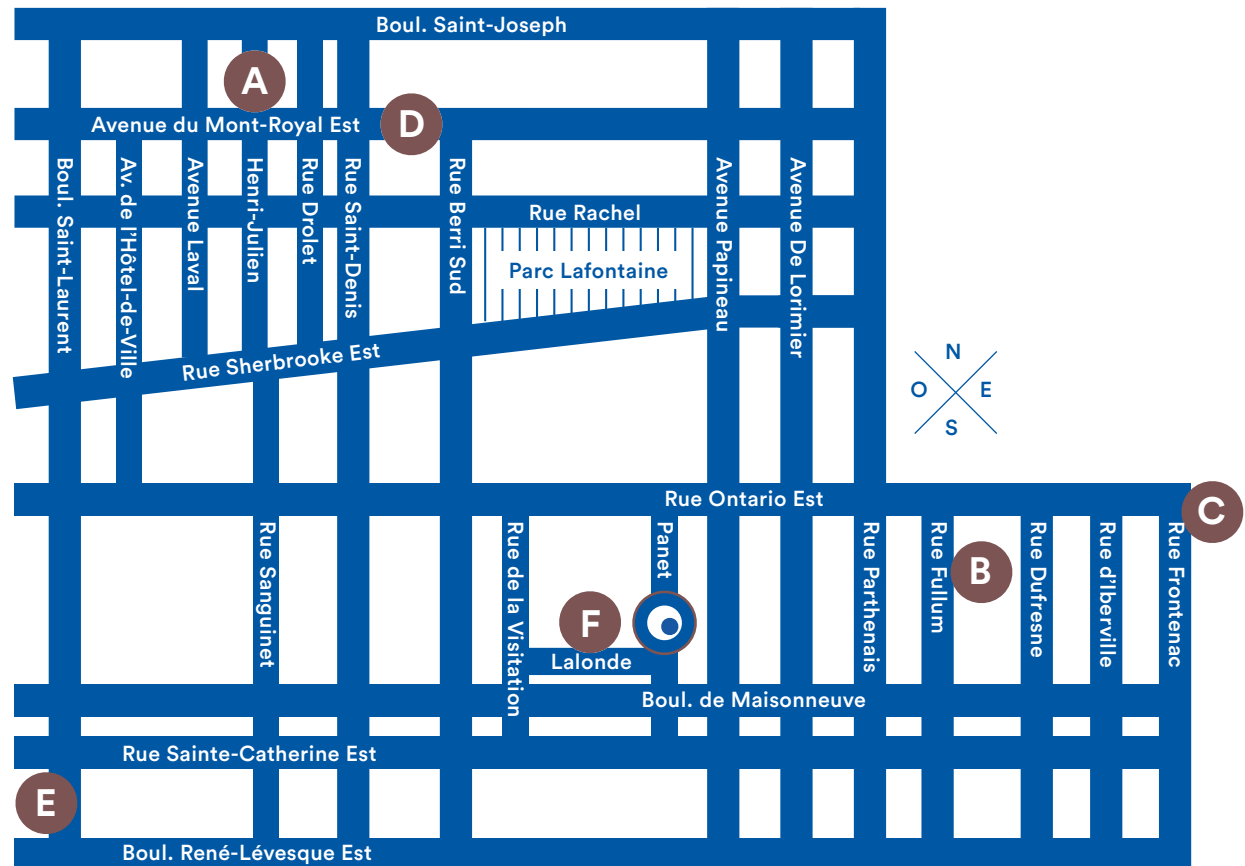 Boul. Saint-Joseph
A
Avenue du Mont-Royal Est
D
Boul. Saint-Laurent
Av. de l'Hôtel-de-Ville
Avenue Laval
Henri-Julien
Rue Drolet
Rue Saint-Denis
Rue Berri Sud
Rue Rachel
Parc Lafontaine
Avenue Papineau
Avenue De Lorimier
Rue Sherbrooke Est
N
O
E
S
Rue Ontario Est
C
Rue Sanguinet
Rue de la Visitation
Panet
Rue Parthenais
Rue Fullum
B
Rue Dufresne
Rue d'Iberville
Rue Frontenac
F
Lalonde
Boul. de Maisonneuve
Rue Sainte-Catherine Est
E
Boul. René-Lévesque Est